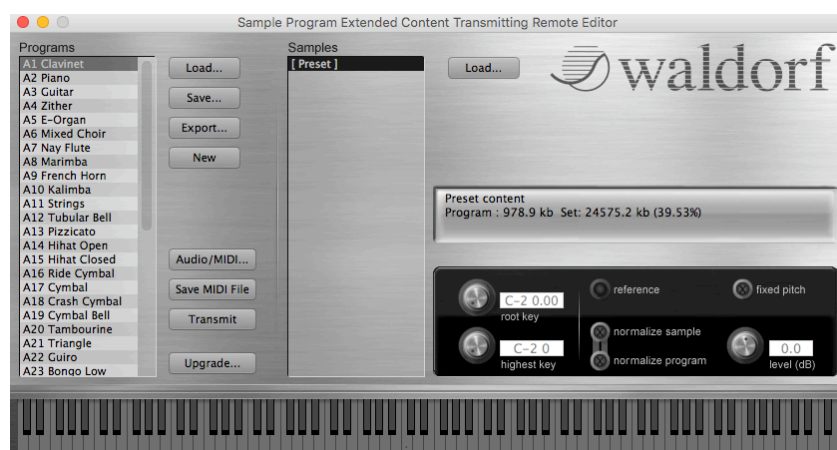 Sample Program Extended Content Transmitting Remote Editor
Programs
A1 Clavinet
A2 Piano
A3 Guitar
A4 Zither
A5 E-Organ
A6 Mixed Choir
A7 Nay Flute
A8 Marimba
A9 French Horn
A10 Kalimba
A11 Strings
A12 Tubular Bell
A13 Pizzicato
A14 Hihat Open
A15 Hihat Closed
A16 Ride Cymbal
A17 Cymbal
A18 Crash Cymbal
A19 Cymbal Bell
A20 Tambourine
A21 Triangle
A22 Guiro
A23 Bongo Low
Load...
Save...
Export...
New
Audio/MIDI...
Save MIDI File
Transmit
Upgrade...
Samples
[ Preset ]
Load...
waldorf
Preset content
Program : 978.9 kb Set: 24575.2 kb (39.53%)
C-2 0.00
root key
C-2 0
highest key
reference
normalize sample
normalize program
fixed pitch
0.0
level (dB)